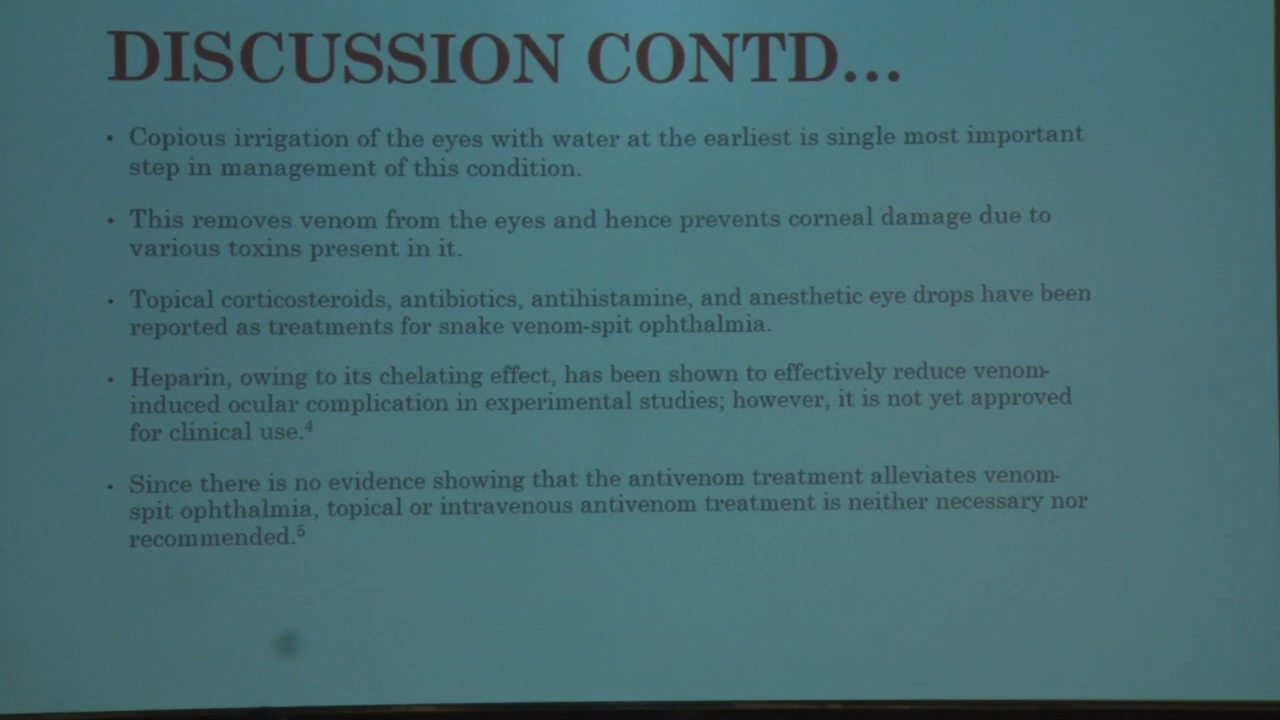 DISCUSSION CONTD...
• Copious irrigation of the eyes with water at the earliest is single most important
step in management of this condition.
• This removes venom from the eyes and hence prevents corneal damage due to
various toxins present in it.
• Topical corticosteroids, antibiotics, antihistamine, and anesthetic eye drops have been
reported as treatments for snake venom-spit ophthalmia.
• Heparin, owing to its chelating effect, has been shown to effectively reduce venom-
induced ocular complication in experimental studies; however, it is not yet approved
for clinical use.⁴
• Since there is no evidence showing that the antivenom treatment alleviates venom-
spit ophthalmia, topical or intravenous antivenom treatment is neither necessary nor
recommended.⁵